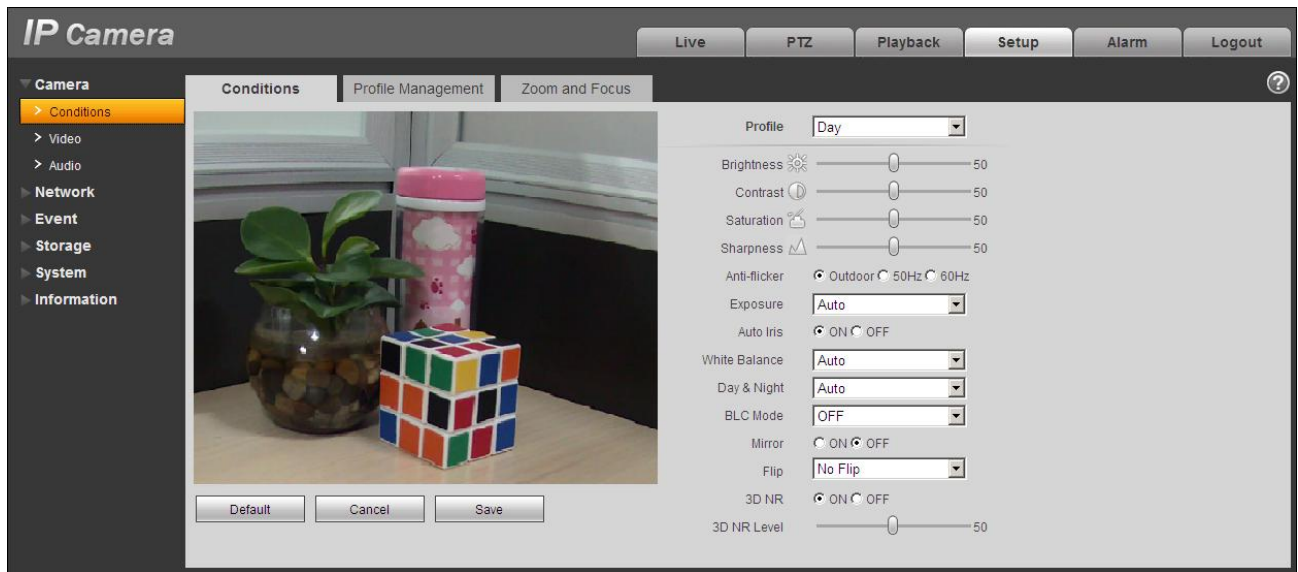 IP Camera
Live PTZ Playback Setup Alarm Logout
Camera
Conditions
Video
Audio
Network
Event
Storage
System
Information
Conditions Profile Management Zoom and Focus
?
Profile Day
Brightness 50
Contrast 50
Saturation 50
Sharpness 50
Anti-flicker Outdoor 50Hz 60Hz
Exposure Auto
Auto Iris ON OFF
White Balance Auto
Day & Night Auto
BLC Mode OFF
Mirror ON OFF
Flip No Flip
3D NR ON OFF
3D NR Level 50
Default Cancel Save